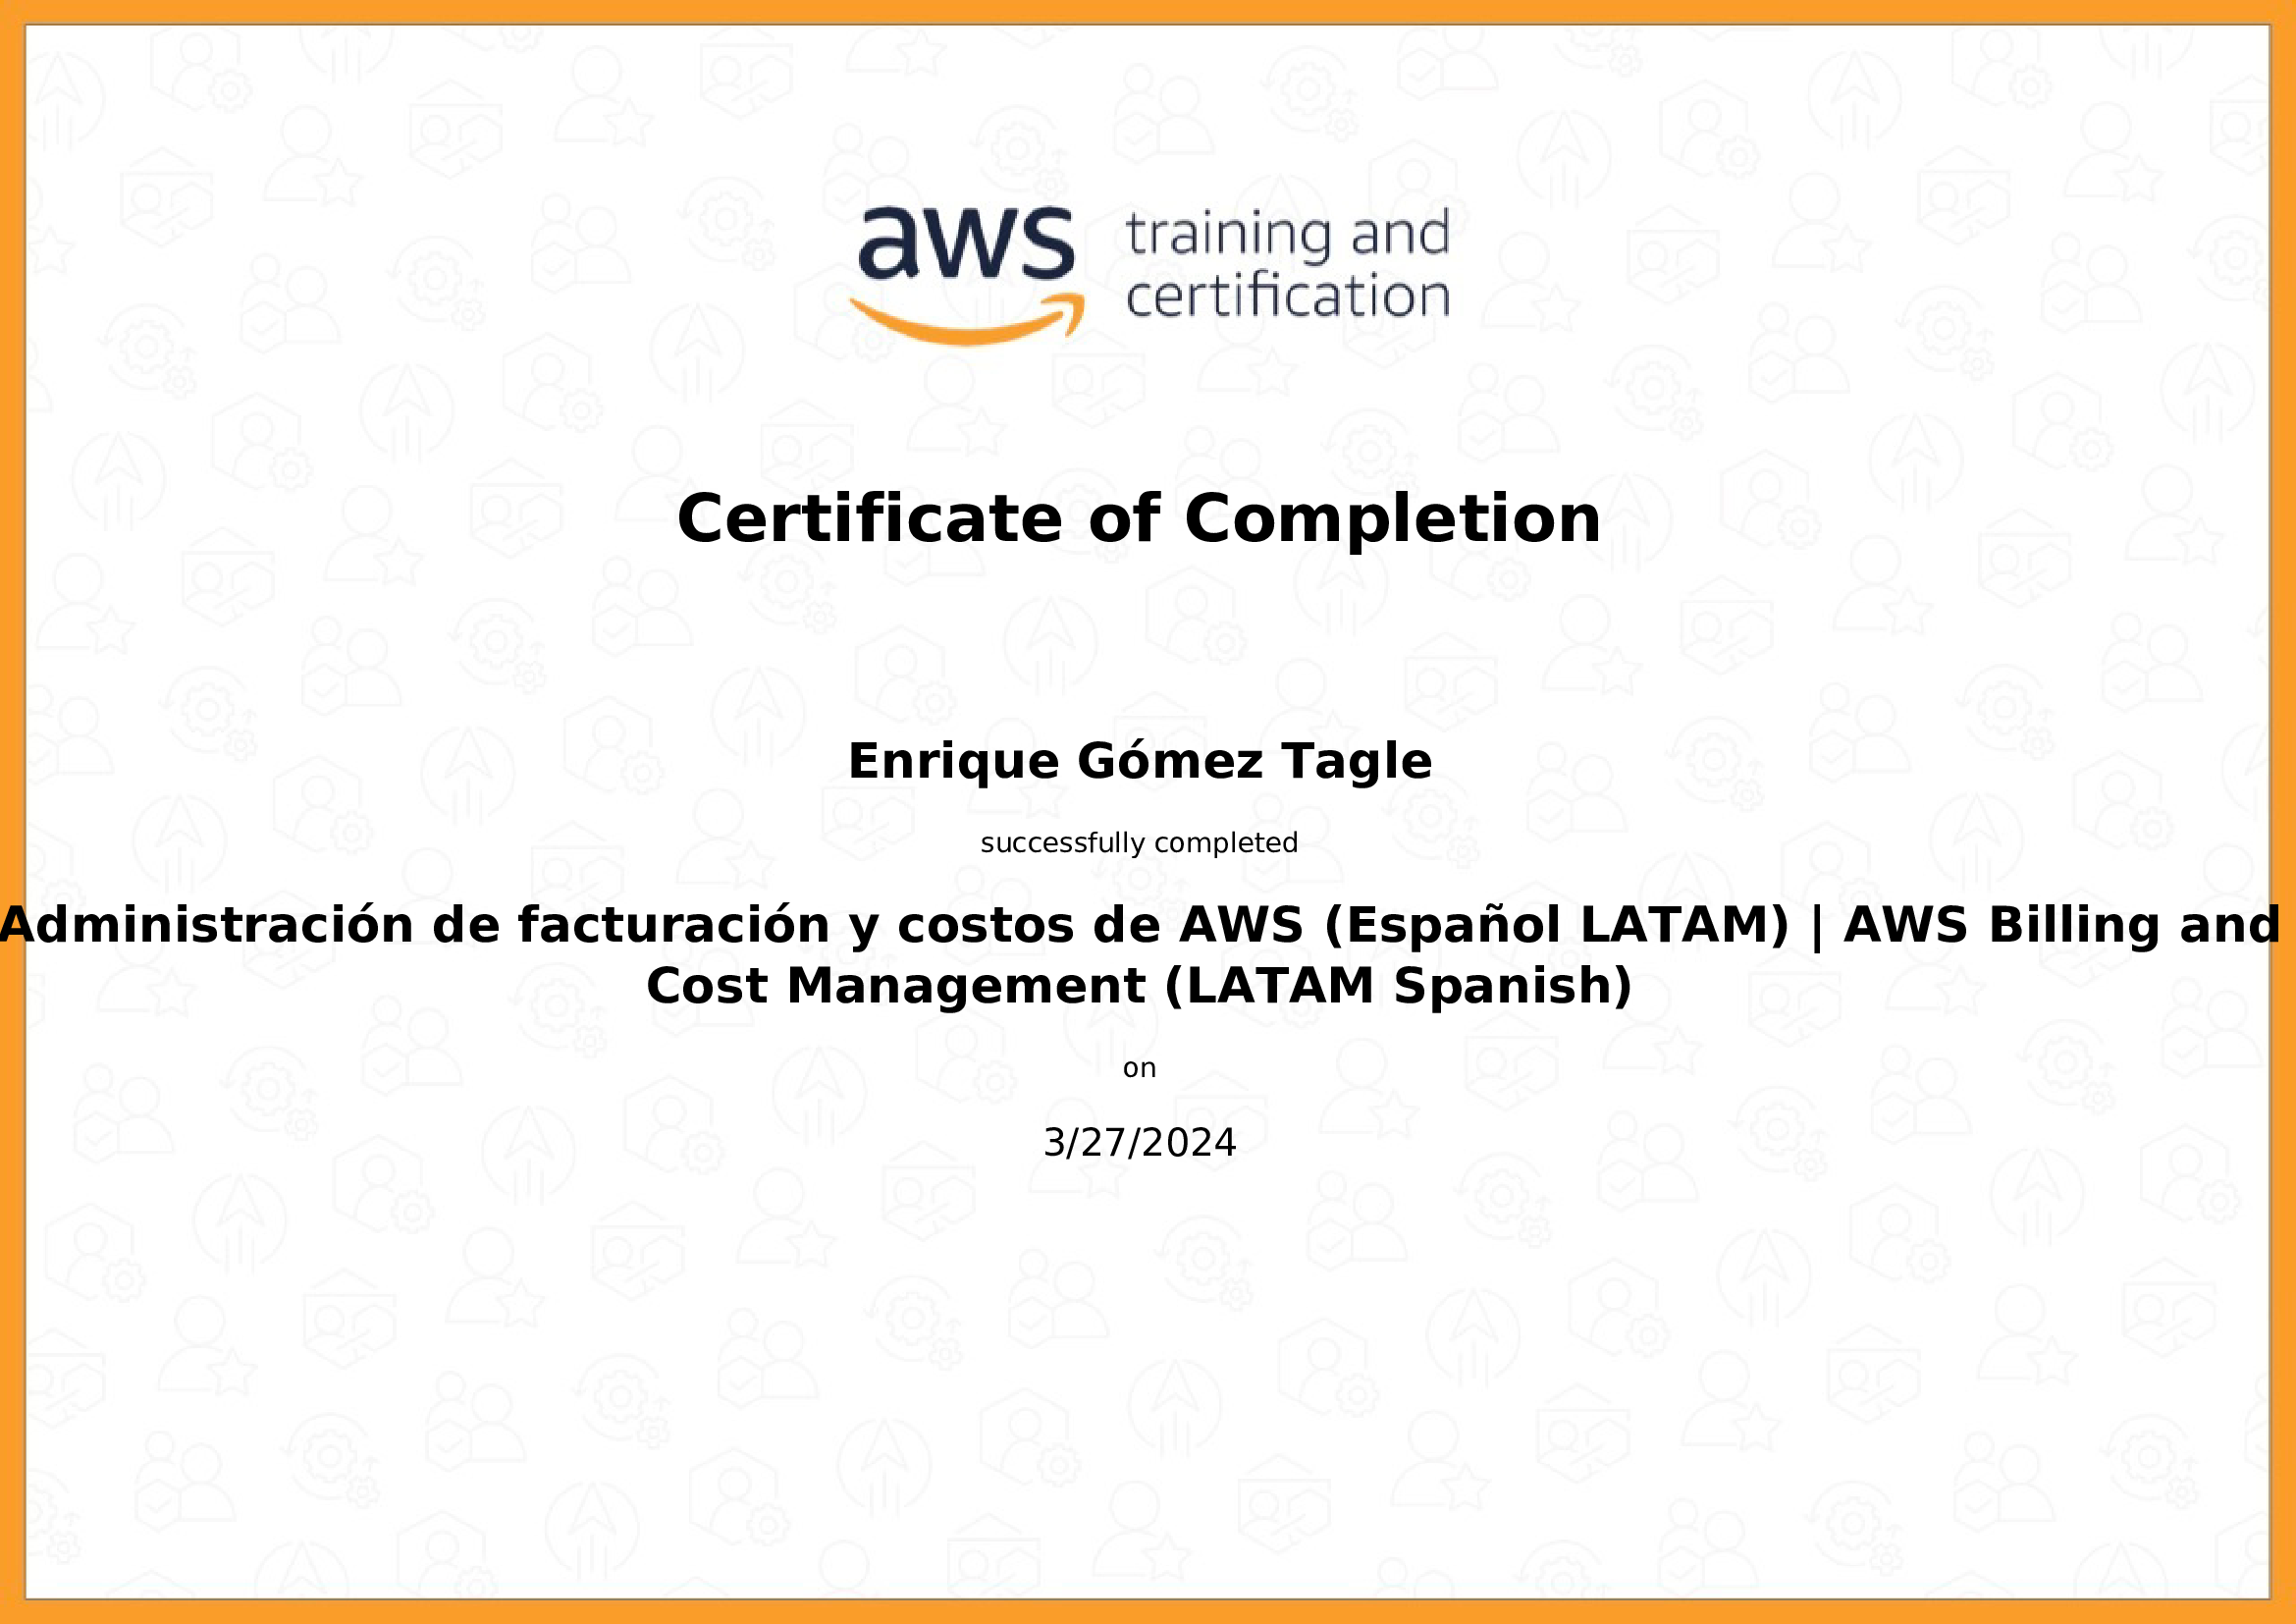 aws training and
certification
Certificate of Completion
Enrique Gómez Tagle
successfully completed
Administración de facturación y costos de AWS (Español LATAM) | AWS Billing and
Cost Management (LATAM Spanish)
on
3/27/2024